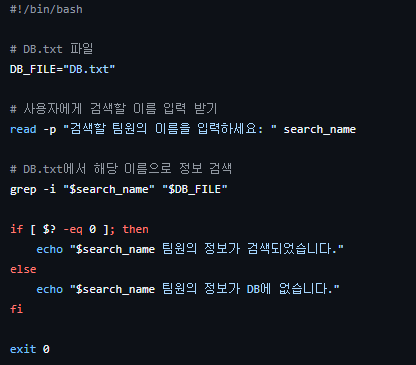 #!/bin/bash
# DB.txt 파일
DB_FILE="DB.txt"
# 사용자에게 검색할 이름 입력 받기
read -p "검색할 팀원의 이름을 입력하세요: " search_name
# DB.txt에서 해당 이름으로 정보 검색
grep -i "$search_name" "$DB_FILE"
if [ $? -eq 0 ]; then
    echo "$search_name 팀원의 정보가 검색되었습니다."
else
    echo "$search_name 팀원의 정보가 DB에 없습니다."
fi
exit 0